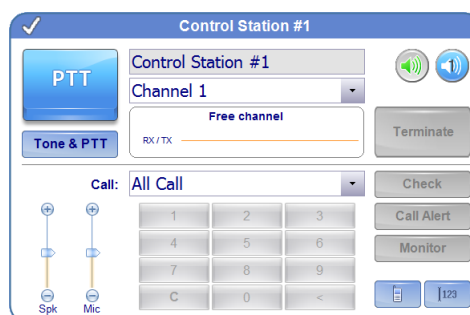 Control Station #1
PTT
Control Station #1
Channel 1
Free channel
RX / TX
Tone & PTT
Terminate
Call:
All Call
Check
1 2 3
Call Alert
4 5 6
Monitor
7 8 9
C 0 <
123
Spk Mic